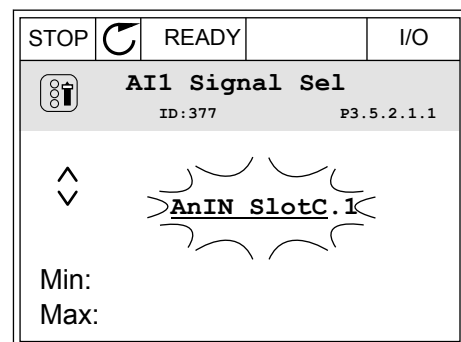 STOP READY I/O
AI1 Signal Sel
ID:377 P3.5.2.1.1
AnIN SlotC.1
Min:
Max: